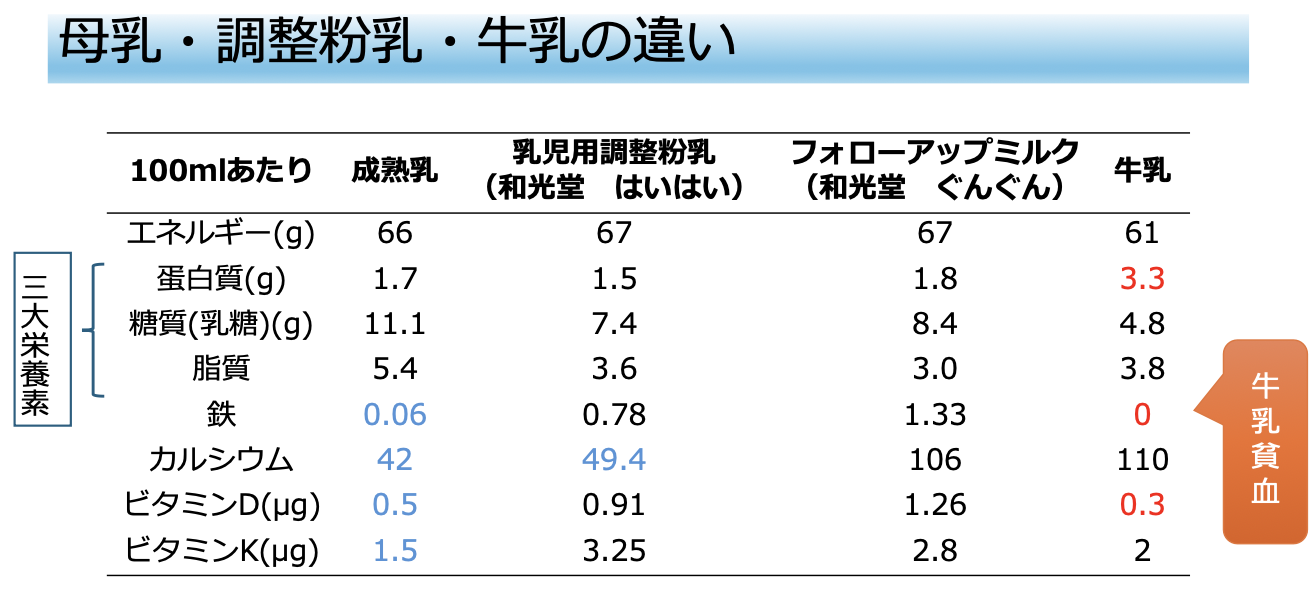 母乳・調整粉乳・牛乳の違い
100mlあたり 成熟乳 乳児用調整粉乳 (和光堂 はいはい) フォローアップミルク (和光堂 ぐんぐん) 牛乳
エネルギー(g) 66 67 67 61
蛋白質(g) 1.7 1.5 1.8 3.3
糖質(乳糖)(g) 11.1 7.4 8.4 4.8
脂質 5.4 3.6 3.0 3.8
鉄 0.06 0.78 1.33 0
カルシウム 42 49.4 106 110
ビタミンD(μg) 0.5 0.91 1.26 0.3
ビタミンK(μg) 1.5 3.25 2.8 2
三大栄養素
牛乳貧血